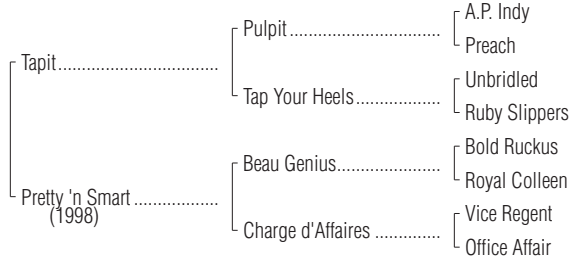 A.P. Indy
Pulpit
Preach
Tapit
Unbridled
Tap Your Heels
Ruby Slippers
Bold Ruckus
Beau Genius
Royal Colleen
Pretty 'n Smart
(1998)
Vice Regent
Charge d'Affaires
Office Affair